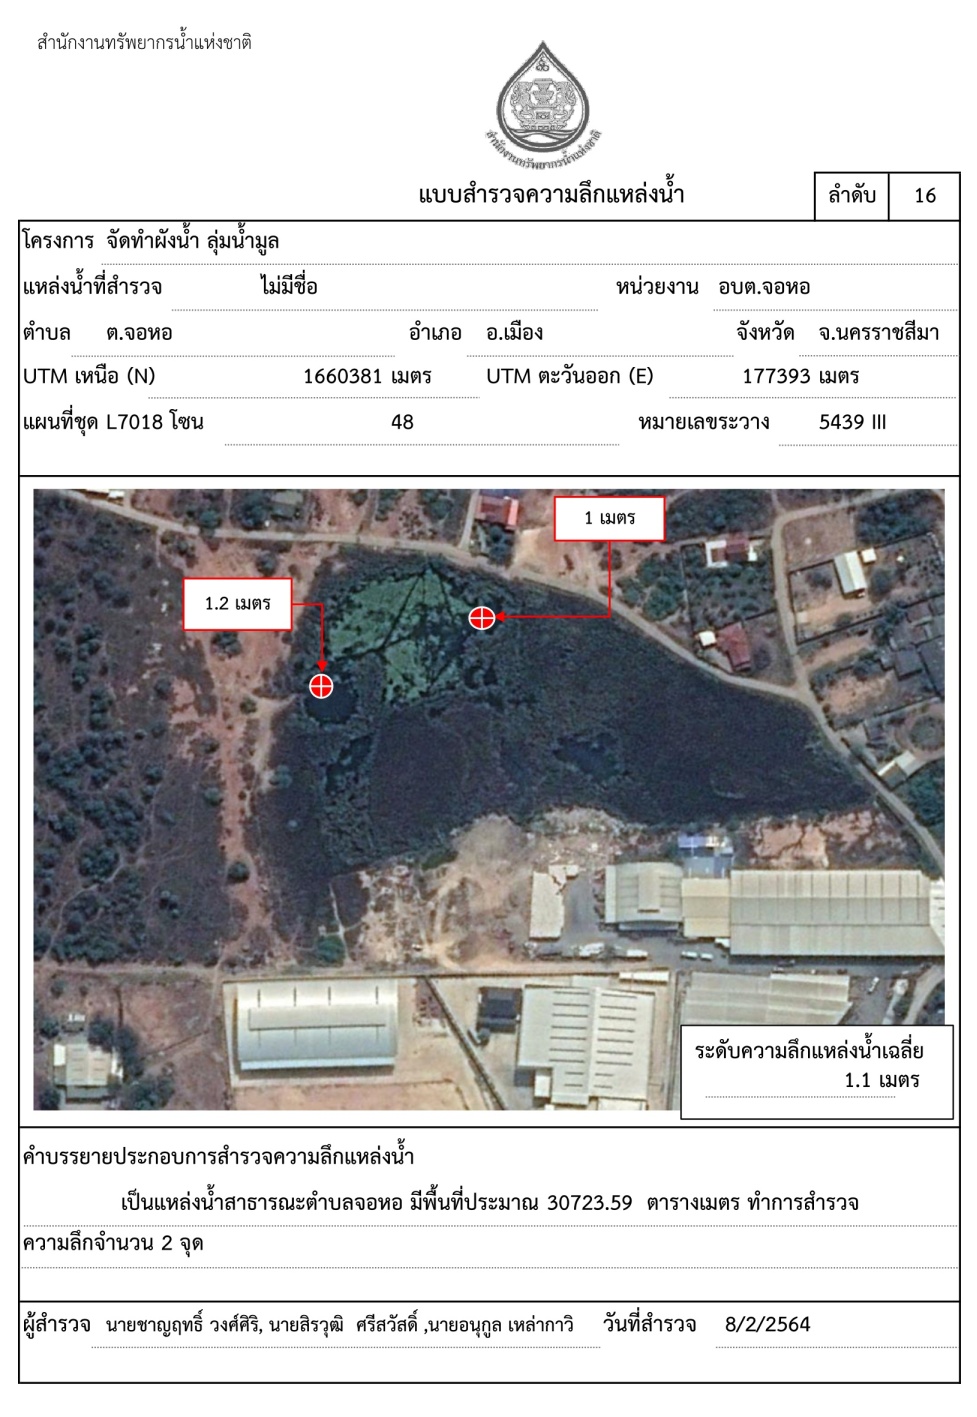 สำนักงานทรัพยากรน้ำแห่งชาติ
สำนักงานทรัพยากรน้ำแห่งชาติ
แบบสำรวจความลึกแหล่งน้ำ ลำดับ 16
โครงการ จัดทำผังน้ำ ลุ่มน้ำมูล
แหล่งน้ำที่สำรวจ ไม่มีชื่อ หน่วยงาน อบต.จอหอ
ตำบล ต.จอหอ อำเภอ อ.เมือง จังหวัด จ.นครราชสีมา
UTM เหนือ (N) 1660381 เมตร UTM ตะวันออก (E) 177393 เมตร
แผนที่ชุด L7018 โซน 48 หมายเลขระวาง 5439 III
1 เมตร
1.2 เมตร
ระดับความลึกแหล่งน้ำเฉลี่ย
1.1 เมตร
คำบรรยายประกอบการสำรวจความลึกแหล่งน้ำ
เป็นแหล่งน้ำสาธารณะตำบลจอหอ มีพื้นที่ประมาณ 30723.59 ตารางเมตร ทำการสำรวจ
ความลึกจำนวน 2 จุด
ผู้สำรวจ นายชาญฤทธิ์ วงศ์ศิริ, นายสิรวุฒิ ศรีสวัสดิ์ ,นายอนุกูล เหล่ากาวิ วันที่สำรวจ 8/2/2564